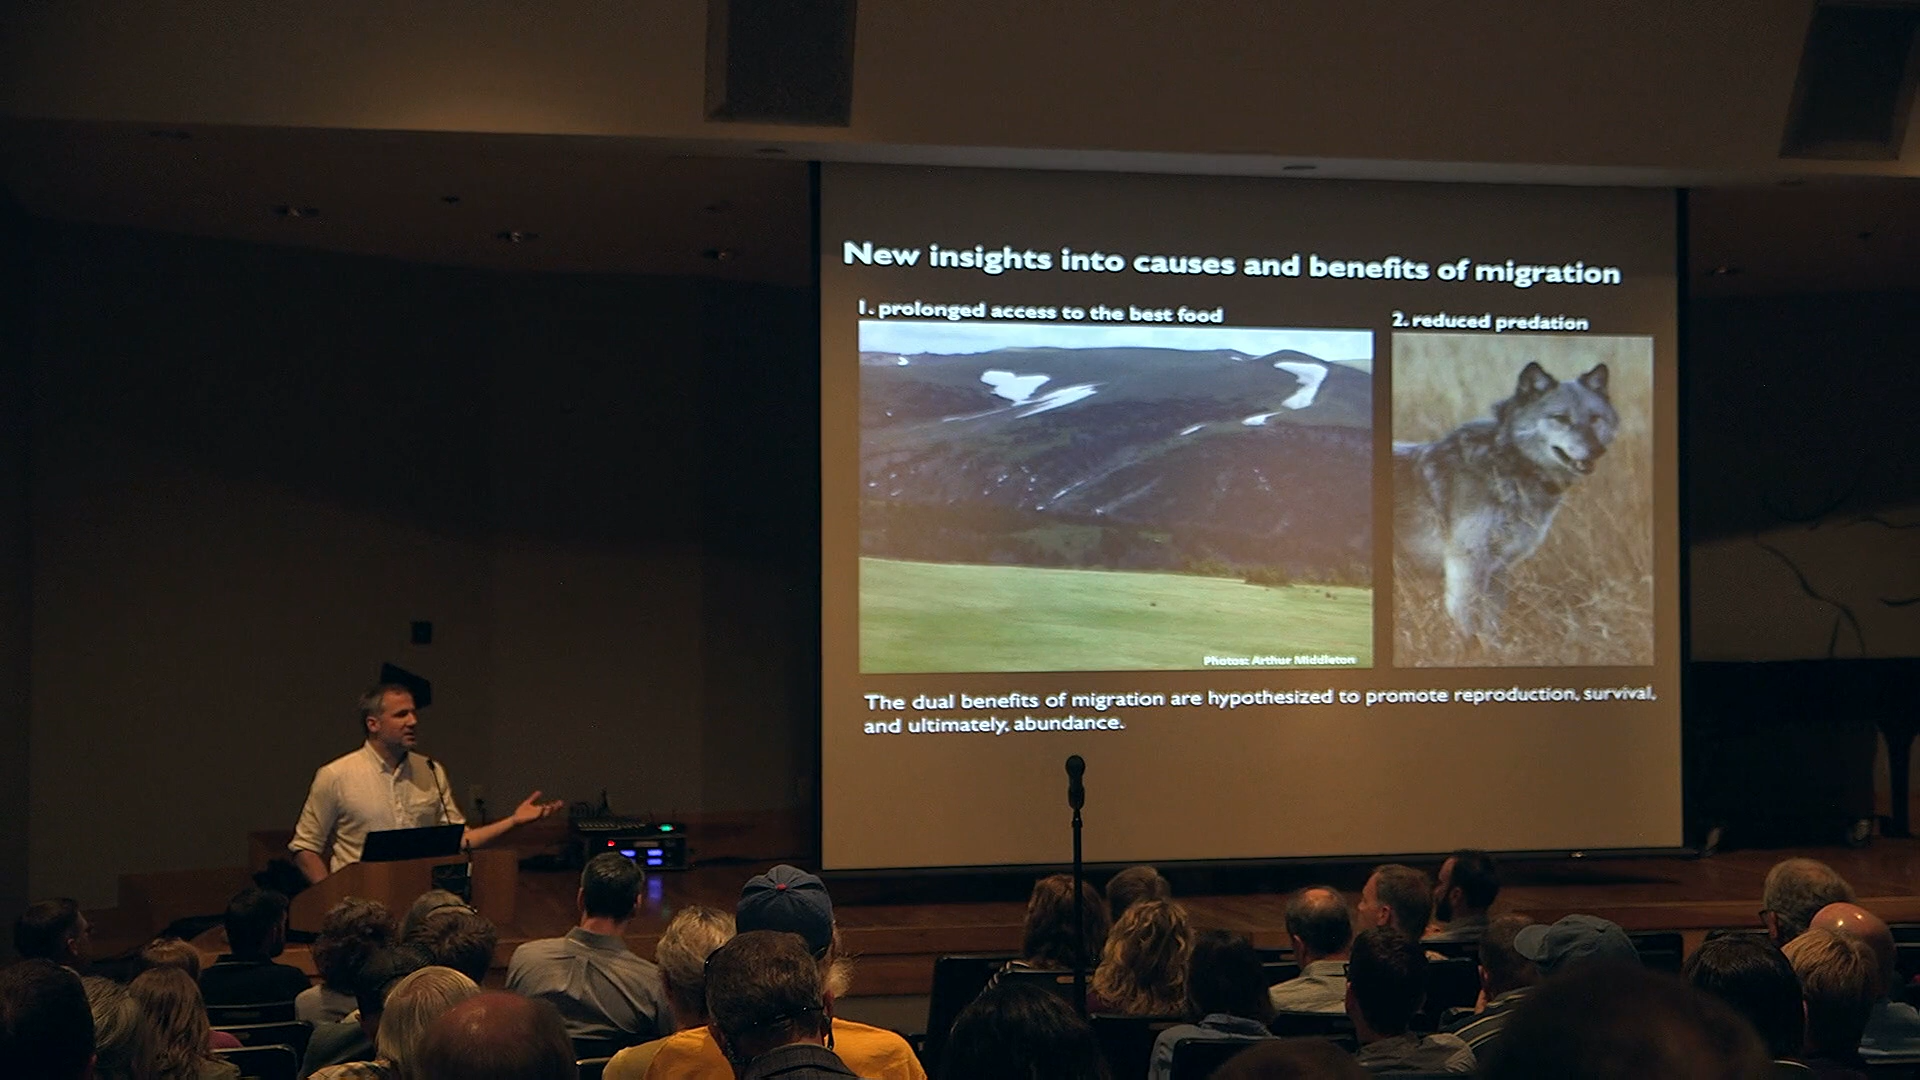 New insights into causes and benefits of migration
1. prolonged access to the best food
2. reduced predation
Photos: Arthur Middleton
The dual benefits of migration are hypothesized to promote reproduction, survival,
and ultimately, abundance.